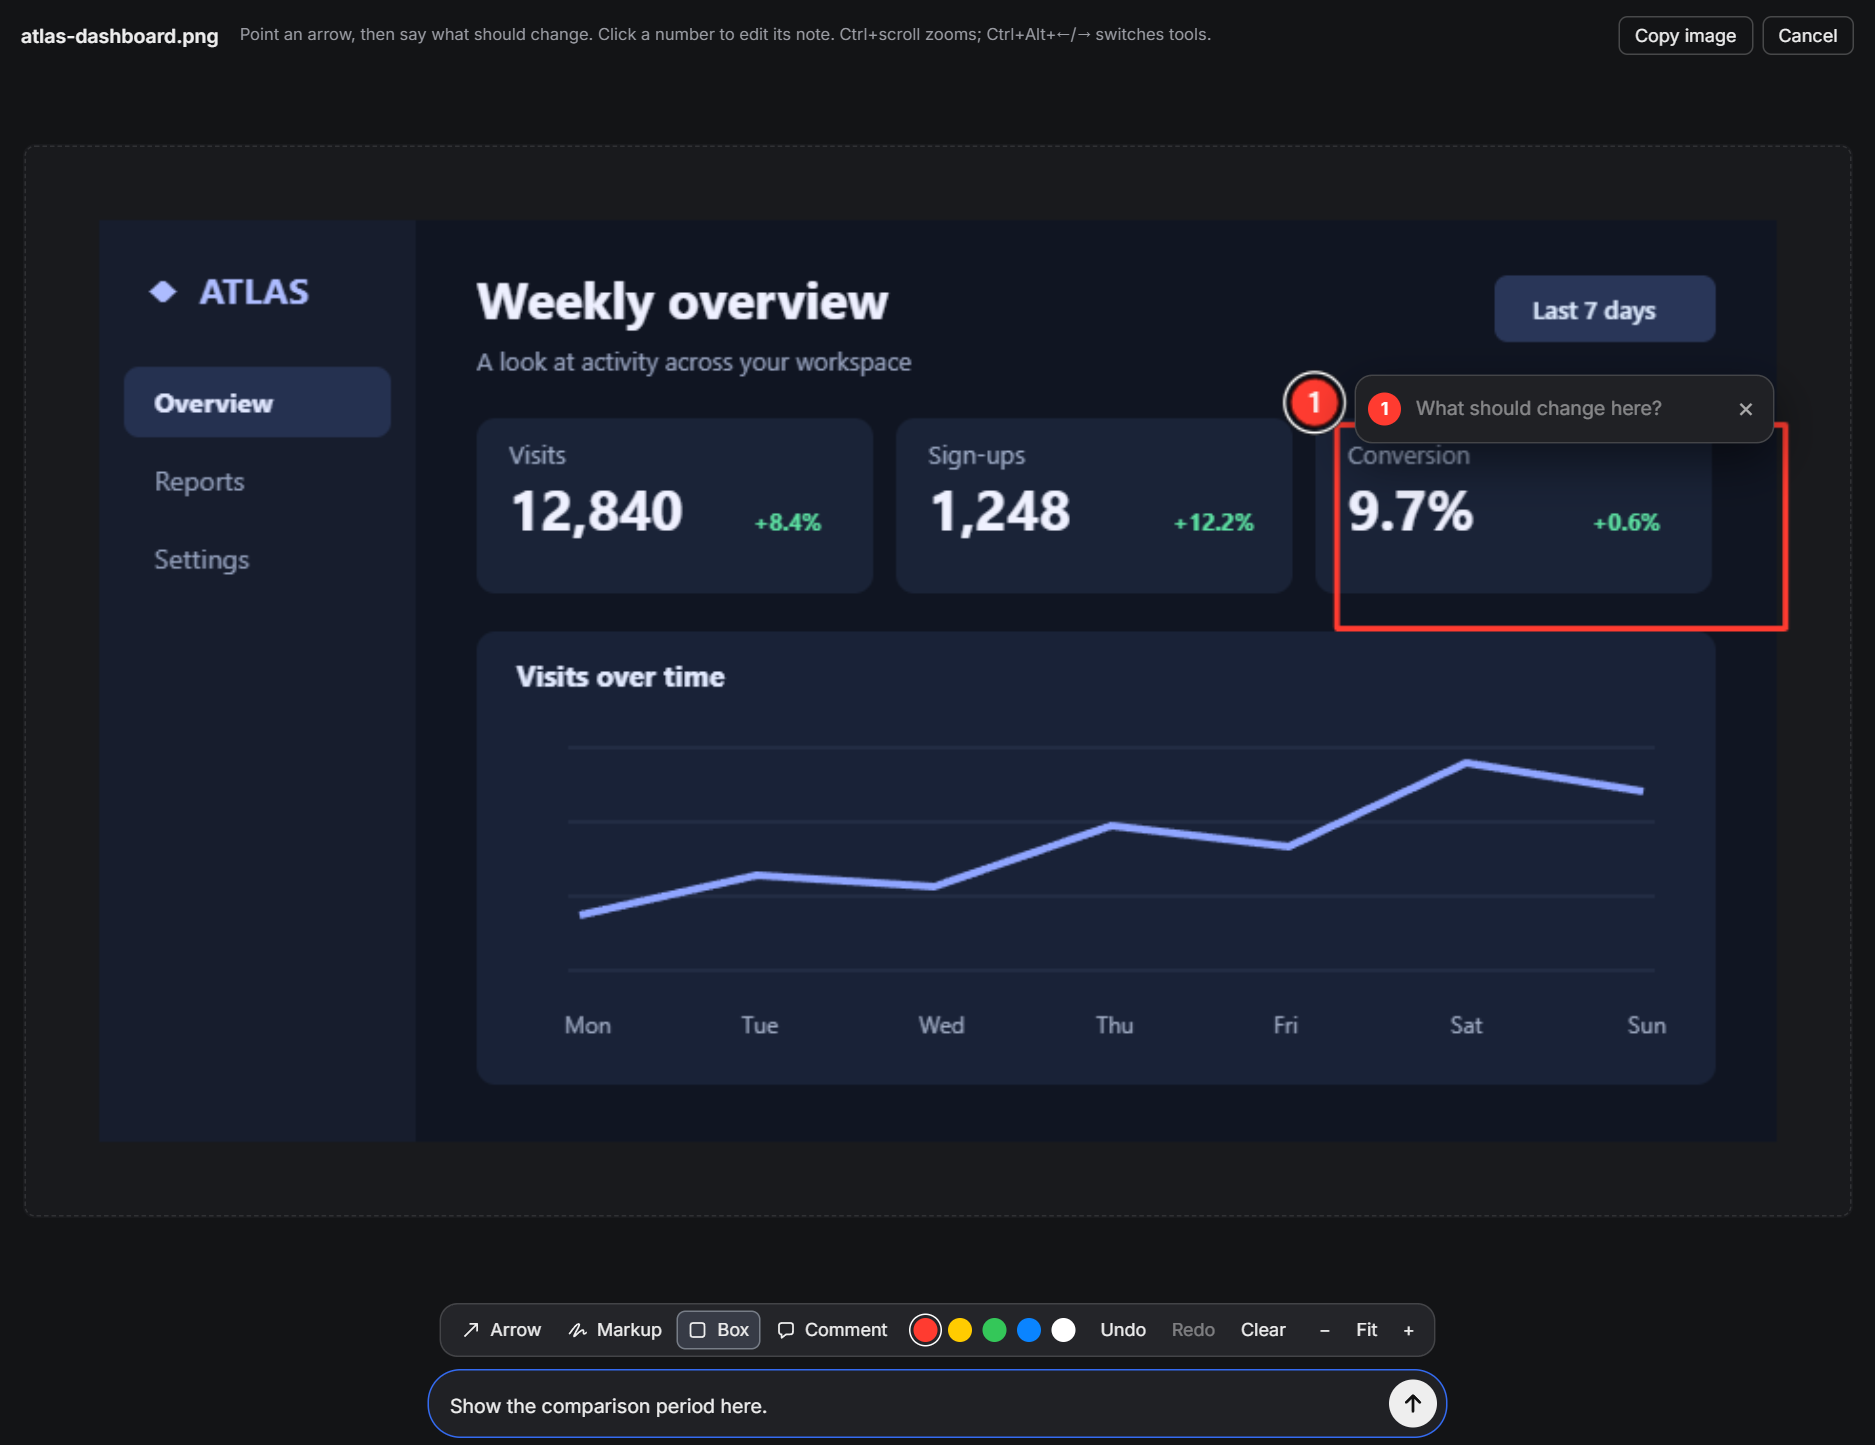 atlas-dashboard.png Point an arrow, then say what should change. Click a number to edit its note. Ctrl+scroll zooms; Ctrl+Alt+←/→ switches tools. Copy image Cancel
ATLAS
Overview
Reports
Settings
Weekly overview
A look at activity across your workspace
Last 7 days
1
1 What should change here? ×
Visits
12,840 +8.4%
Sign-ups
1,248 +12.2%
Conversion
9.7% +0.6%
Visits over time
Mon Tue Wed Thu Fri Sat Sun
Arrow Markup Box Comment Undo Redo Clear − Fit +
Show the comparison period here.